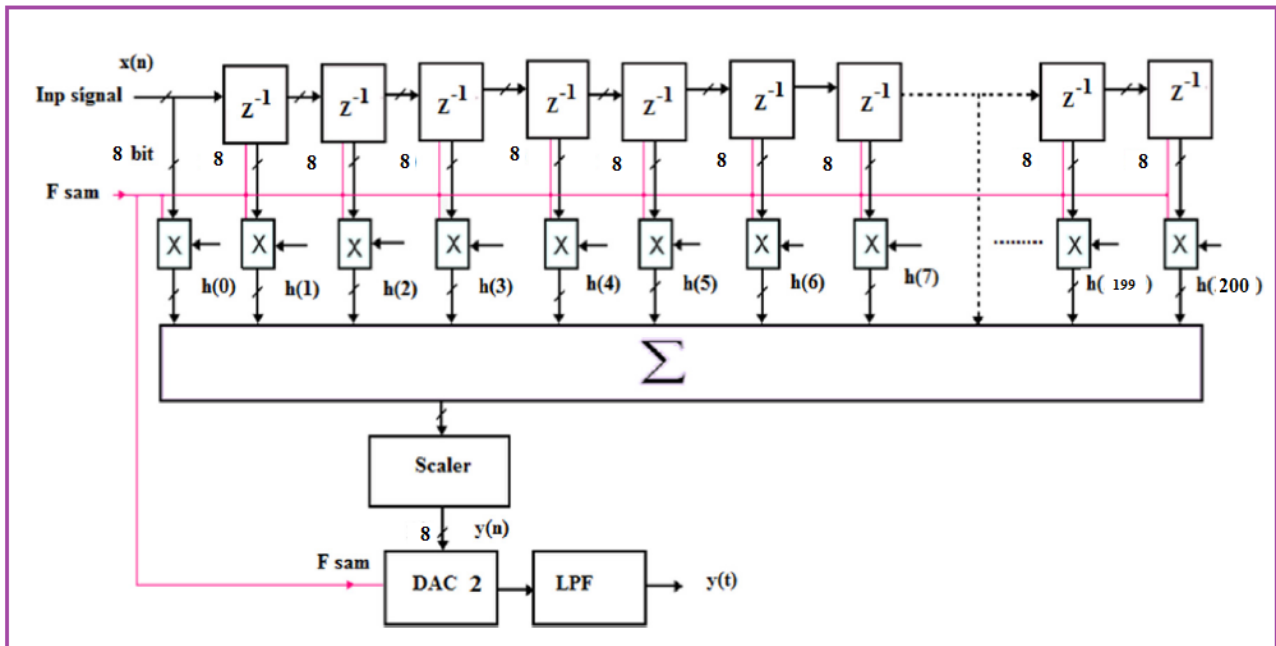 x(n)
Inp signal
z-1 z-1 z-1 z-1 z-1 z-1 z-1 z-1 z-1
8 bit 8 8 8 8 8 8 8 8 8
F sam
X X X X X X X X X X
h(0) h(1) h(2) h(3) h(4) h(5) h(6) h(7) h( 199 ) h( 200 )
Σ
Scaler
8 y(n)
F sam
DAC 2 LPF y(t)